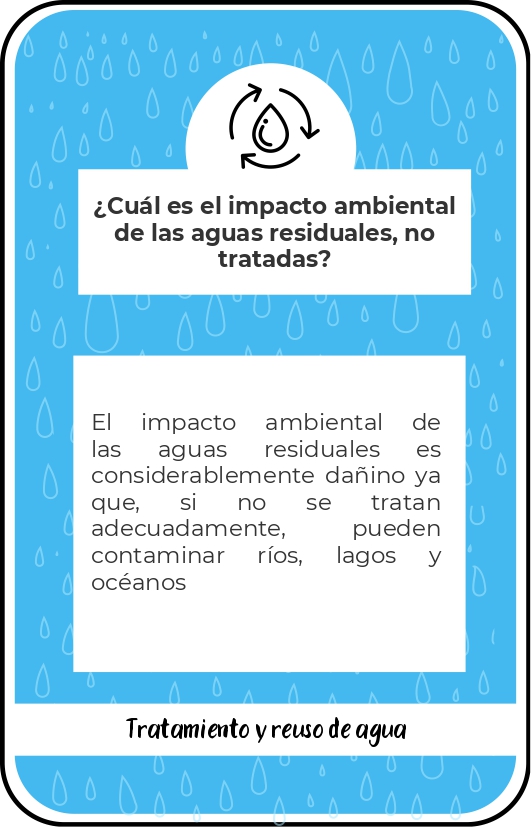 ¿Cuál es el impacto ambiental
de las aguas residuales, no
tratadas?
El impacto ambiental de
las aguas residuales es
considerablemente dañino ya
que, si no se tratan
adecuadamente, pueden
contaminar ríos, lagos y
océanos
Tratamiento y reuso de agua